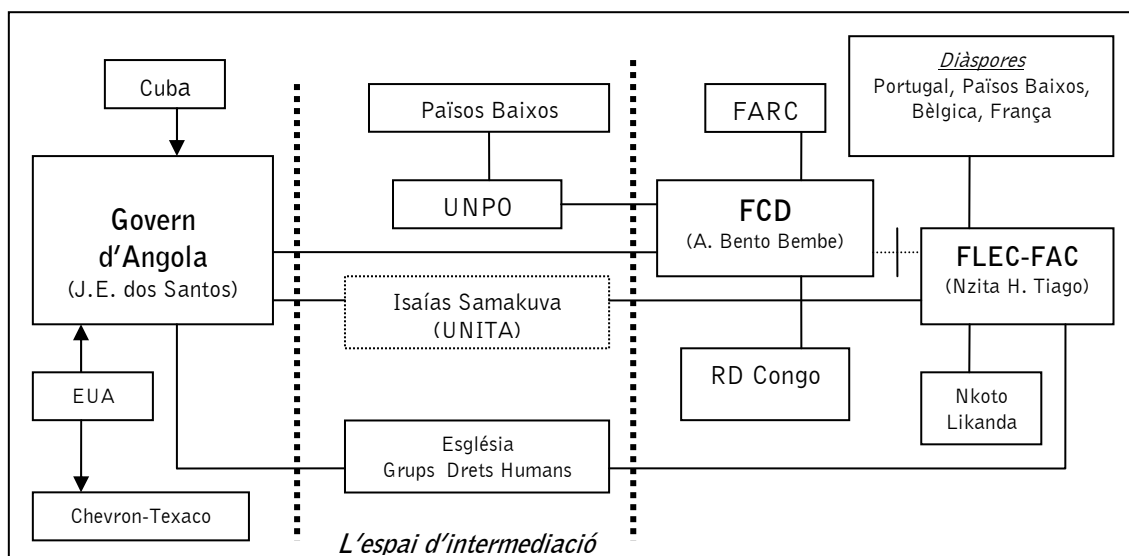 Cuba
Govern
d'Angola
(J.E. dos Santos)
EUA
Chevron-Texaco
Països Baixos
UNPO
Isaías Samakuva
(UNITA)
Església
Grups Drets Humans
L'espai d'intermediació
FARC
FCD
(A. Bento Bembe)
RD Congo
Diàspores
Portugal, Països Baixos,
Bèlgica, França
FLEC-FAC
(Nzita H. Tiago)
Nkoto
Likanda